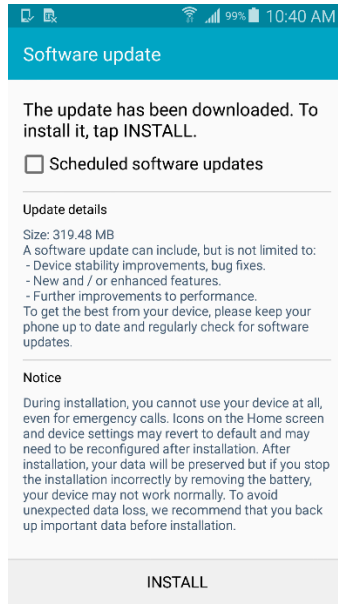 99% 10:40 AM
Software update
The update has been downloaded. To
install it, tap INSTALL.
Scheduled software updates
Update details
Size: 319.48 MB
A software update can include, but is not limited to:
- Device stability improvements, bug fixes.
- New and / or enhanced features.
- Further improvements to performance.
To get the best from your device, please keep your
phone up to date and regularly check for software
updates.
Notice
During installation, you cannot use your device at all,
even for emergency calls. Icons on the Home screen
and device settings may revert to default and may
need to be reconfigured after installation. After
installation, your data will be preserved but if you stop
the installation incorrectly by removing the battery,
your device may not work normally. To avoid
unexpected data loss, we recommend that you back
up important data before installation.
INSTALL